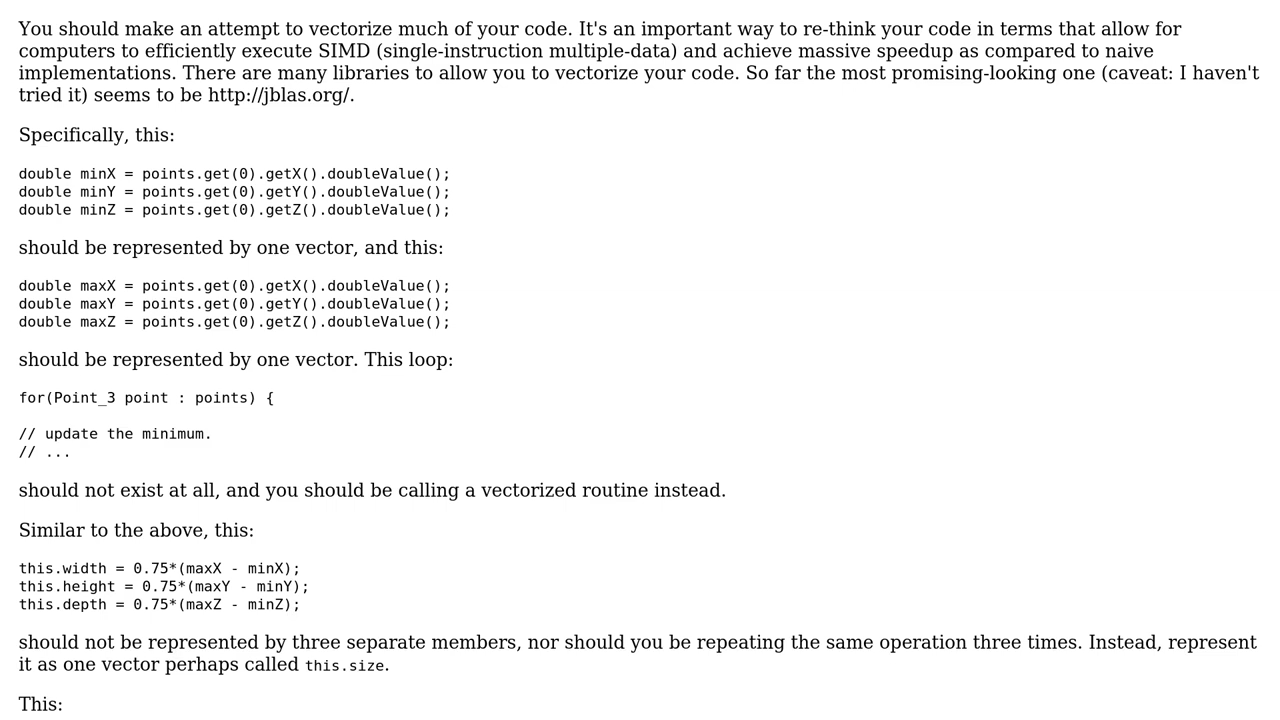 You should make an attempt to vectorize much of your code. It's an important way to re-think your code in terms that allow for
computers to efficiently execute SIMD (single-instruction multiple-data) and achieve massive speedup as compared to naive
implementations. There are many libraries to allow you to vectorize your code. So far the most promising-looking one (caveat: I haven't
tried it) seems to be http://jblas.org/.
Specifically, this:
double minX = points.get(0).getX().doubleValue();
double minY = points.get(0).getY().doubleValue();
double minZ = points.get(0).getZ().doubleValue();
should be represented by one vector, and this:
double maxX = points.get(0).getX().doubleValue();
double maxY = points.get(0).getY().doubleValue();
double maxZ = points.get(0).getZ().doubleValue();
should be represented by one vector. This loop:
for(Point_3 point : points) {
// update the minimum.
// ...
should not exist at all, and you should be calling a vectorized routine instead.
Similar to the above, this:
this.width = 0.75*(maxX - minX);
this.height = 0.75*(maxY - minY);
this.depth = 0.75*(maxZ - minZ);
should not be represented by three separate members, nor should you be repeating the same operation three times. Instead, represent
it as one vector perhaps called this.size.
This: